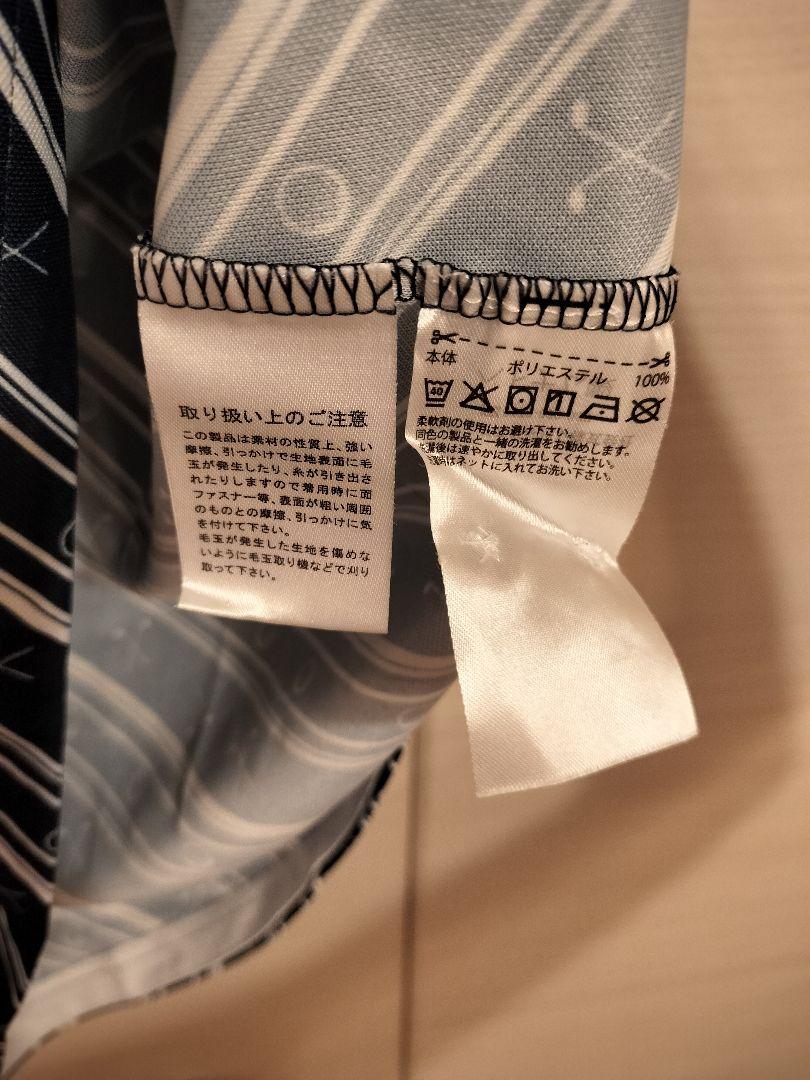 取り扱い上のご注意
この製品は素材の性質上、強い
摩擦、引っかけで生地表面に毛
玉が発生したり、糸が引き出さ
れたりしますので着用時に面
ファスナー等、表面が粗い周囲
のものとの摩擦、引っかけに気
を付けて下さい。
毛玉が発生した生地を傷めな
いように毛玉取り機などで刈り
取って下さい。
本体 ポリエステル 100%
40
柔軟剤の使用はお避け下さい。
同色の製品と一緒の洗濯をお勧めします。
濯後は速やかに取り出してください。
はネットに入れてお洗い下さい。